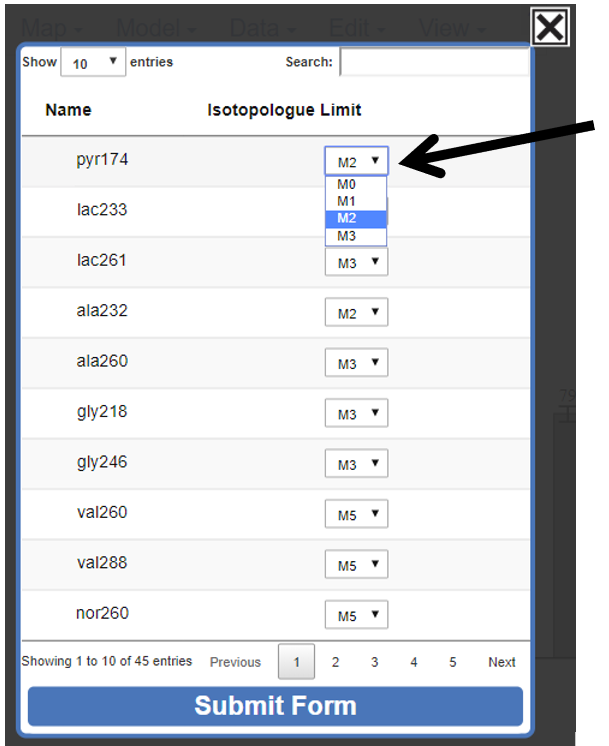 Map Model Data Edit View
Show 10 entries Search:
Name Isotopologue Limit
pyr174 M2
M0
M1
lac233 M2
M3
lac261 M3
ala232 M2
ala260 M3
gly218 M3
gly246 M3
val260 M5
val288 M5
nor260 M5
Showing 1 to 10 of 45 entries Previous 1 2 3 4 5 Next
Submit Form
79